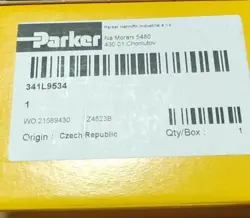 Parker
Parker Hannifin Industrial s.r.o.
Na Moráni 5480
430 01 Chomutov
341L9534
1
WO 21589430 Z4823B
Origin : Czech Republic
Qty/Box : 1